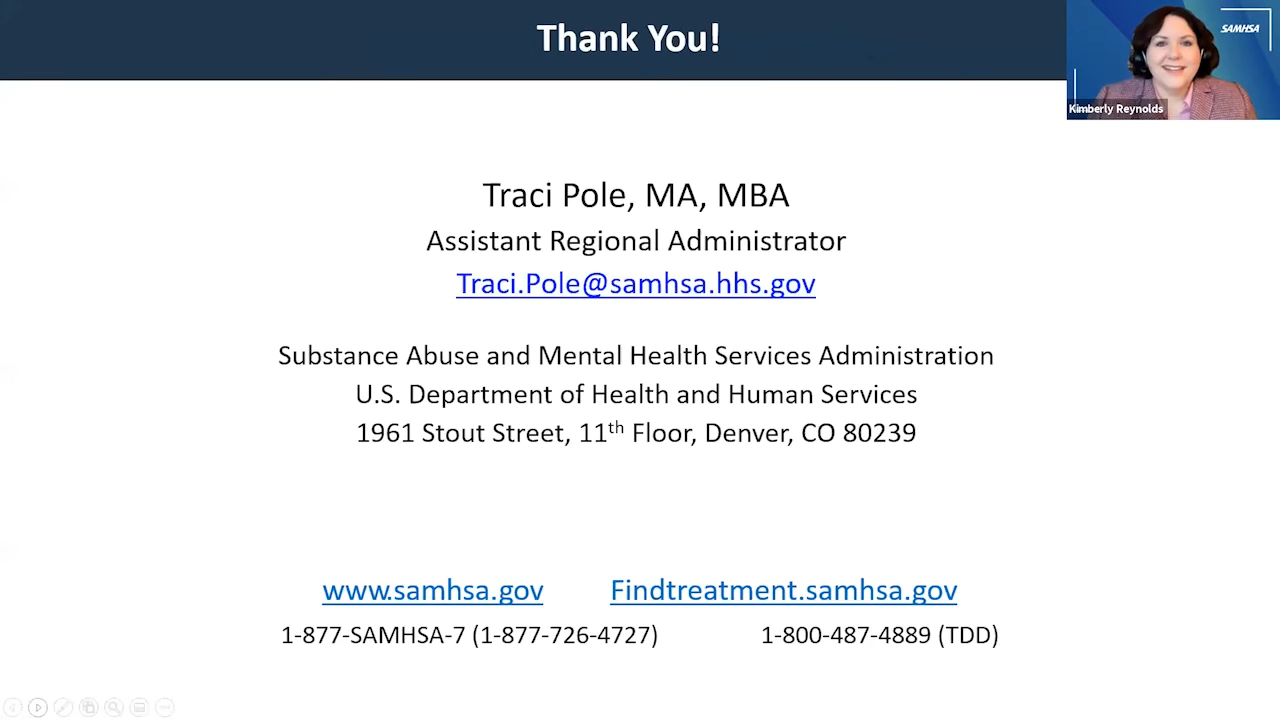 Thank You!
SAMHSA
Kimberly Reynolds
Traci Pole, MA, MBA
Assistant Regional Administrator
Traci.Pole@samhsa.hhs.gov
Substance Abuse and Mental Health Services Administration
U.S. Department of Health and Human Services
1961 Stout Street, 11th Floor, Denver, CO 80239
www.samhsa.gov Findtreatment.samhsa.gov
1-877-SAMHSA-7 (1-877-726-4727) 1-800-487-4889 (TDD)